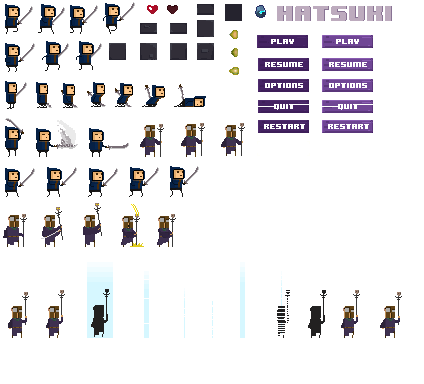 HATSUKI
PLAY PLAY
RESUME RESUME
OPTIONS OPTIONS
QUIT QUIT
RESTART RESTART